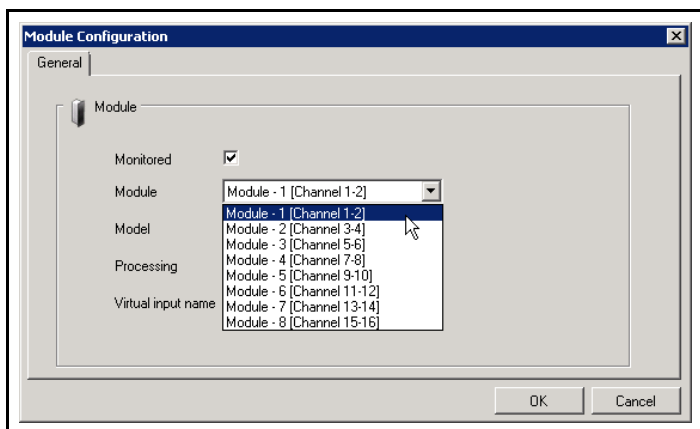 Module Configuration
General
Module
Monitored
Module
Module - 1 [Channel 1-2]
Module - 1 [Channel 1-2]
Module - 2 [Channel 3-4]
Model
Module - 3 [Channel 5-6]
Module - 4 [Channel 7-8]
Processing
Module - 5 [Channel 9-10]
Module - 6 [Channel 11-12]
Virtual input name
Module - 7 [Channel 13-14]
Module - 8 [Channel 15-16]
OK
Cancel